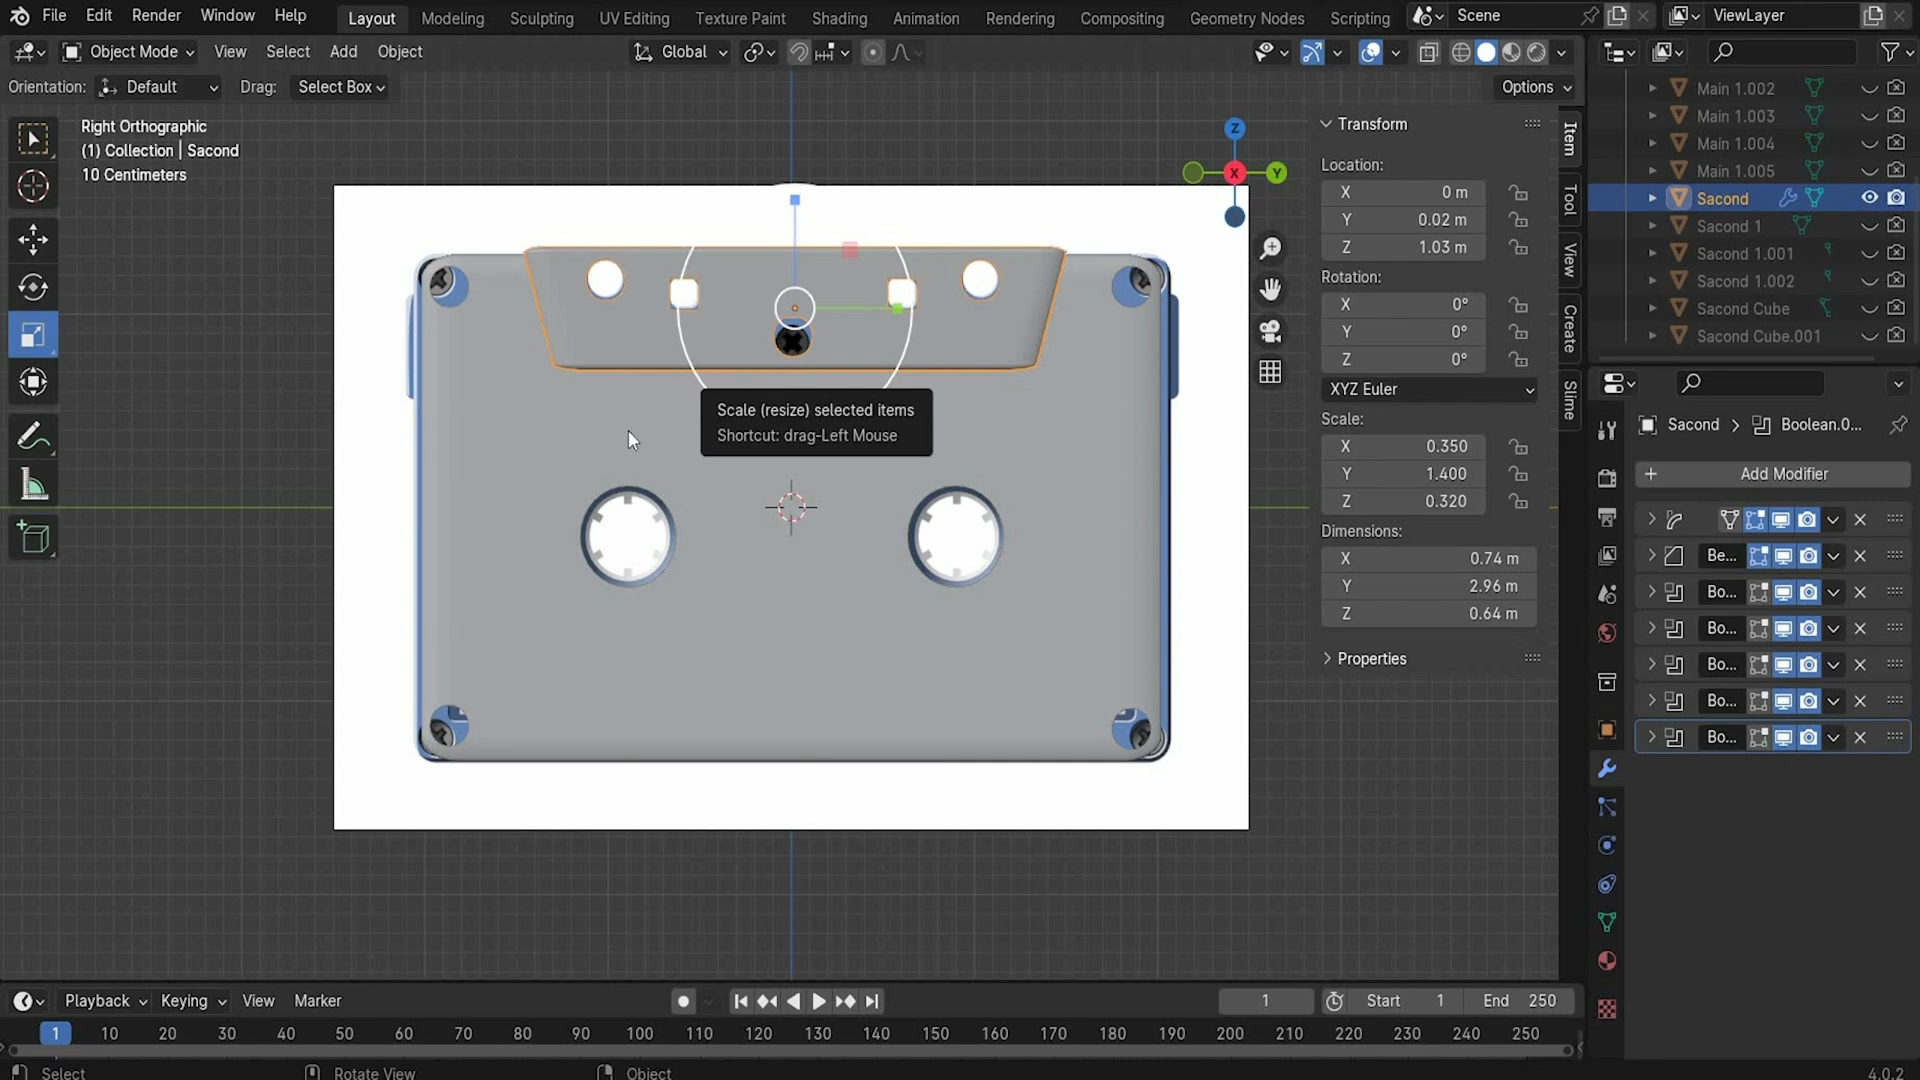 File Edit Render Window Help Layout Modeling Sculpting UV Editing Texture Paint Shading Animation Rendering Compositing Geometry Nodes Scripting Scene ViewLayer
Object Mode View Select Add Object Global
Orientation: Default Drag: Select Box Options
Right Orthographic
(1) Collection | Sacond
10 Centimeters
Z
X
Y
Scale (resize) selected items
Shortcut: drag-Left Mouse
Transform
Location:
X 0 m
Y 0.02 m
Z 1.03 m
Rotation:
X 0°
Y 0°
Z 0°
XYZ Euler
Scale:
X 0.350
Y 1.400
Z 0.320
Dimensions:
X 0.74 m
Y 2.96 m
Z 0.64 m
Properties
Item
Tool
View
Create
Slime
Main 1.002
Main 1.003
Main 1.004
Main 1.005
Sacond
Sacond 1
Sacond 1.001
Sacond 1.002
Sacond Cube
Sacond Cube.001
Sacond > Boolean.0...
+ Add Modifier
Be...
Bo...
Bo...
Bo...
Bo...
Bo...
Playback Keying View Marker 1 Start 1 End 250
1 10 20 30 40 50 60 70 80 90 100 110 120 130 140 150 160 170 180 190 200 210 220 230 240 250
Select Rotate View Object 4.0.2